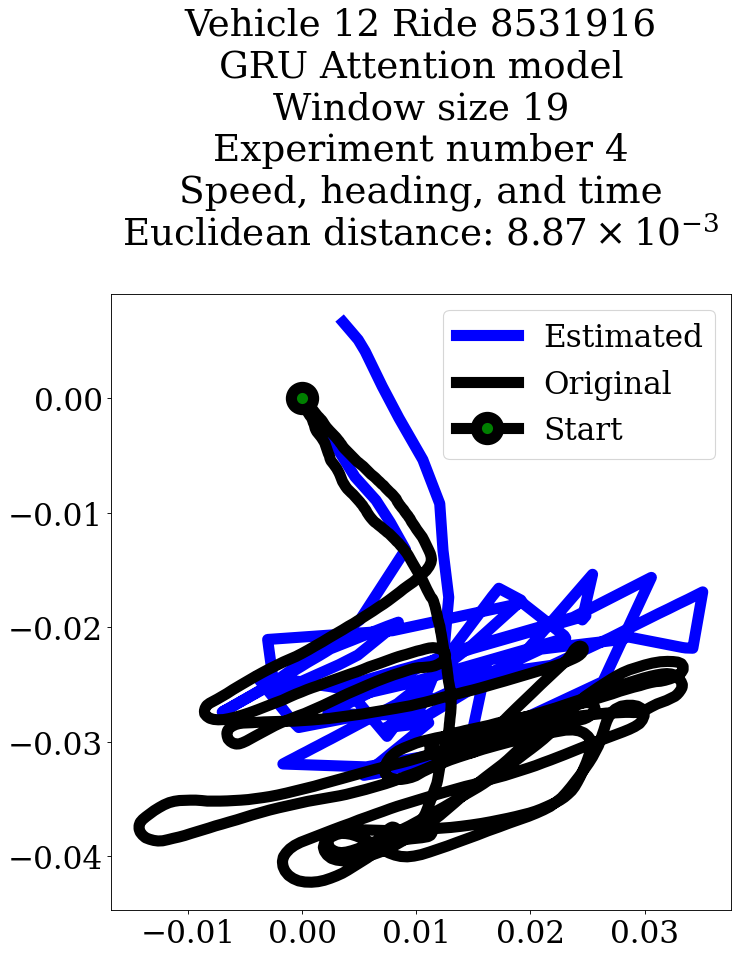 Vehicle 12 Ride 8531916
GRU Attention model
Window size 19
Experiment number 4
Speed, heading, and time
Euclidean distance: 8.87 × 10⁻³
Estimated
Original
Start
0.00
−0.01
−0.02
−0.03
−0.04
−0.01 0.00 0.01 0.02 0.03